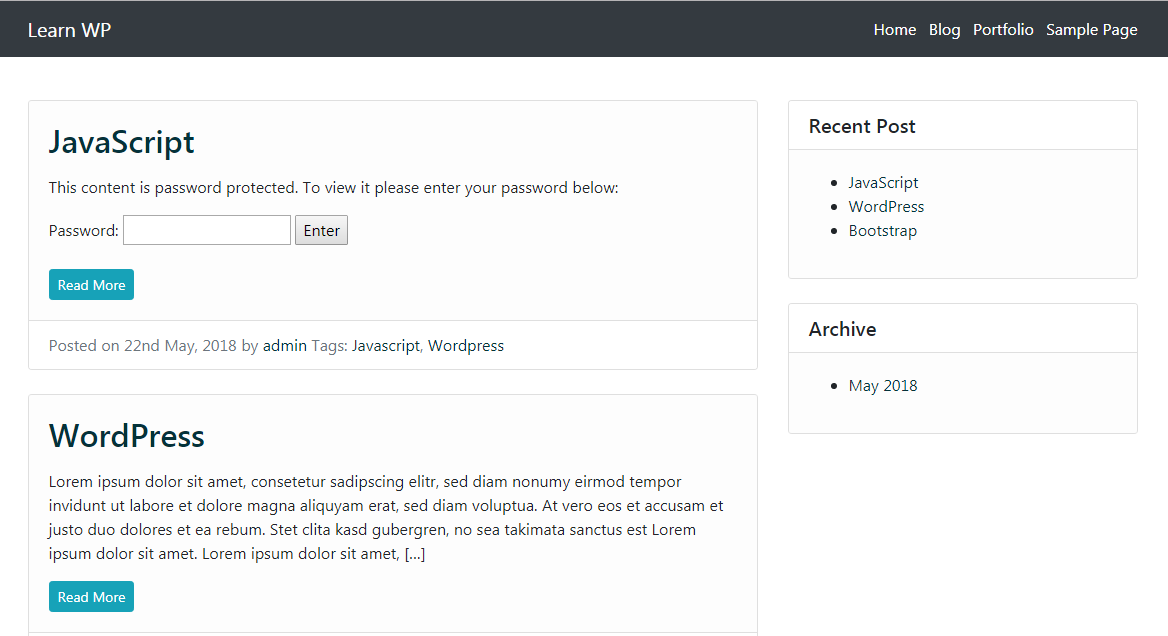 Learn WP
Home Blog Portfolio Sample Page
JavaScript
This content is password protected. To view it please enter your password below:
Password: Enter
Read More
Posted on 22nd May, 2018 by admin Tags: Javascript, Wordpress
WordPress
Lorem ipsum dolor sit amet, consetetur sadipscing elitr, sed diam nonumy eirmod tempor
invidunt ut labore et dolore magna aliquyam erat, sed diam voluptua. At vero eos et accusam et
justo duo dolores et ea rebum. Stet clita kasd gubergren, no sea takimata sanctus est Lorem
ipsum dolor sit amet. Lorem ipsum dolor sit amet, [...]
Read More
Recent Post
JavaScript
WordPress
Bootstrap
Archive
May 2018